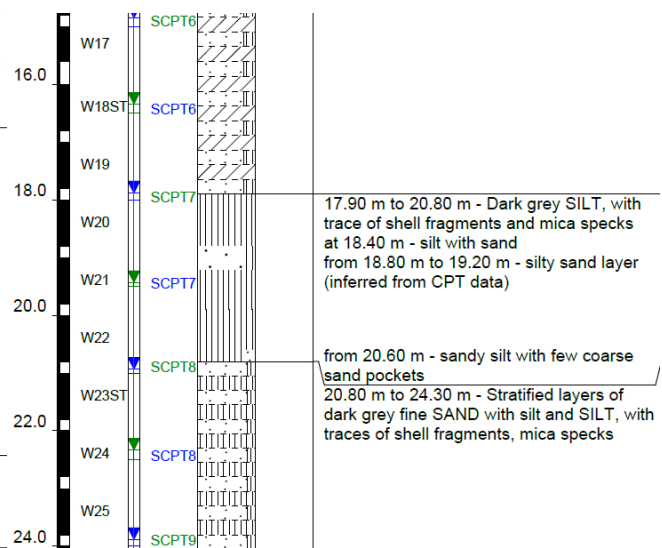 SCPT6
W17
16.0
W18ST SCPT6
W19
18.0 SCPT7
17.90 m to 20.80 m - Dark grey SILT, with
trace of shell fragments and mica specks
at 18.40 m - silt with sand
from 18.80 m to 19.20 m - silty sand layer
(inferred from CPT data)
W20
W21 SCPT7
20.0
W22
from 20.60 m - sandy silt with few coarse
sand pockets
SCPT8
20.80 m to 24.30 m - Stratified layers of
dark grey fine SAND with silt and SILT, with
traces of shell fragments, mica specks
W23ST
22.0
W24 SCPT8
W25
24.0 SCPT9